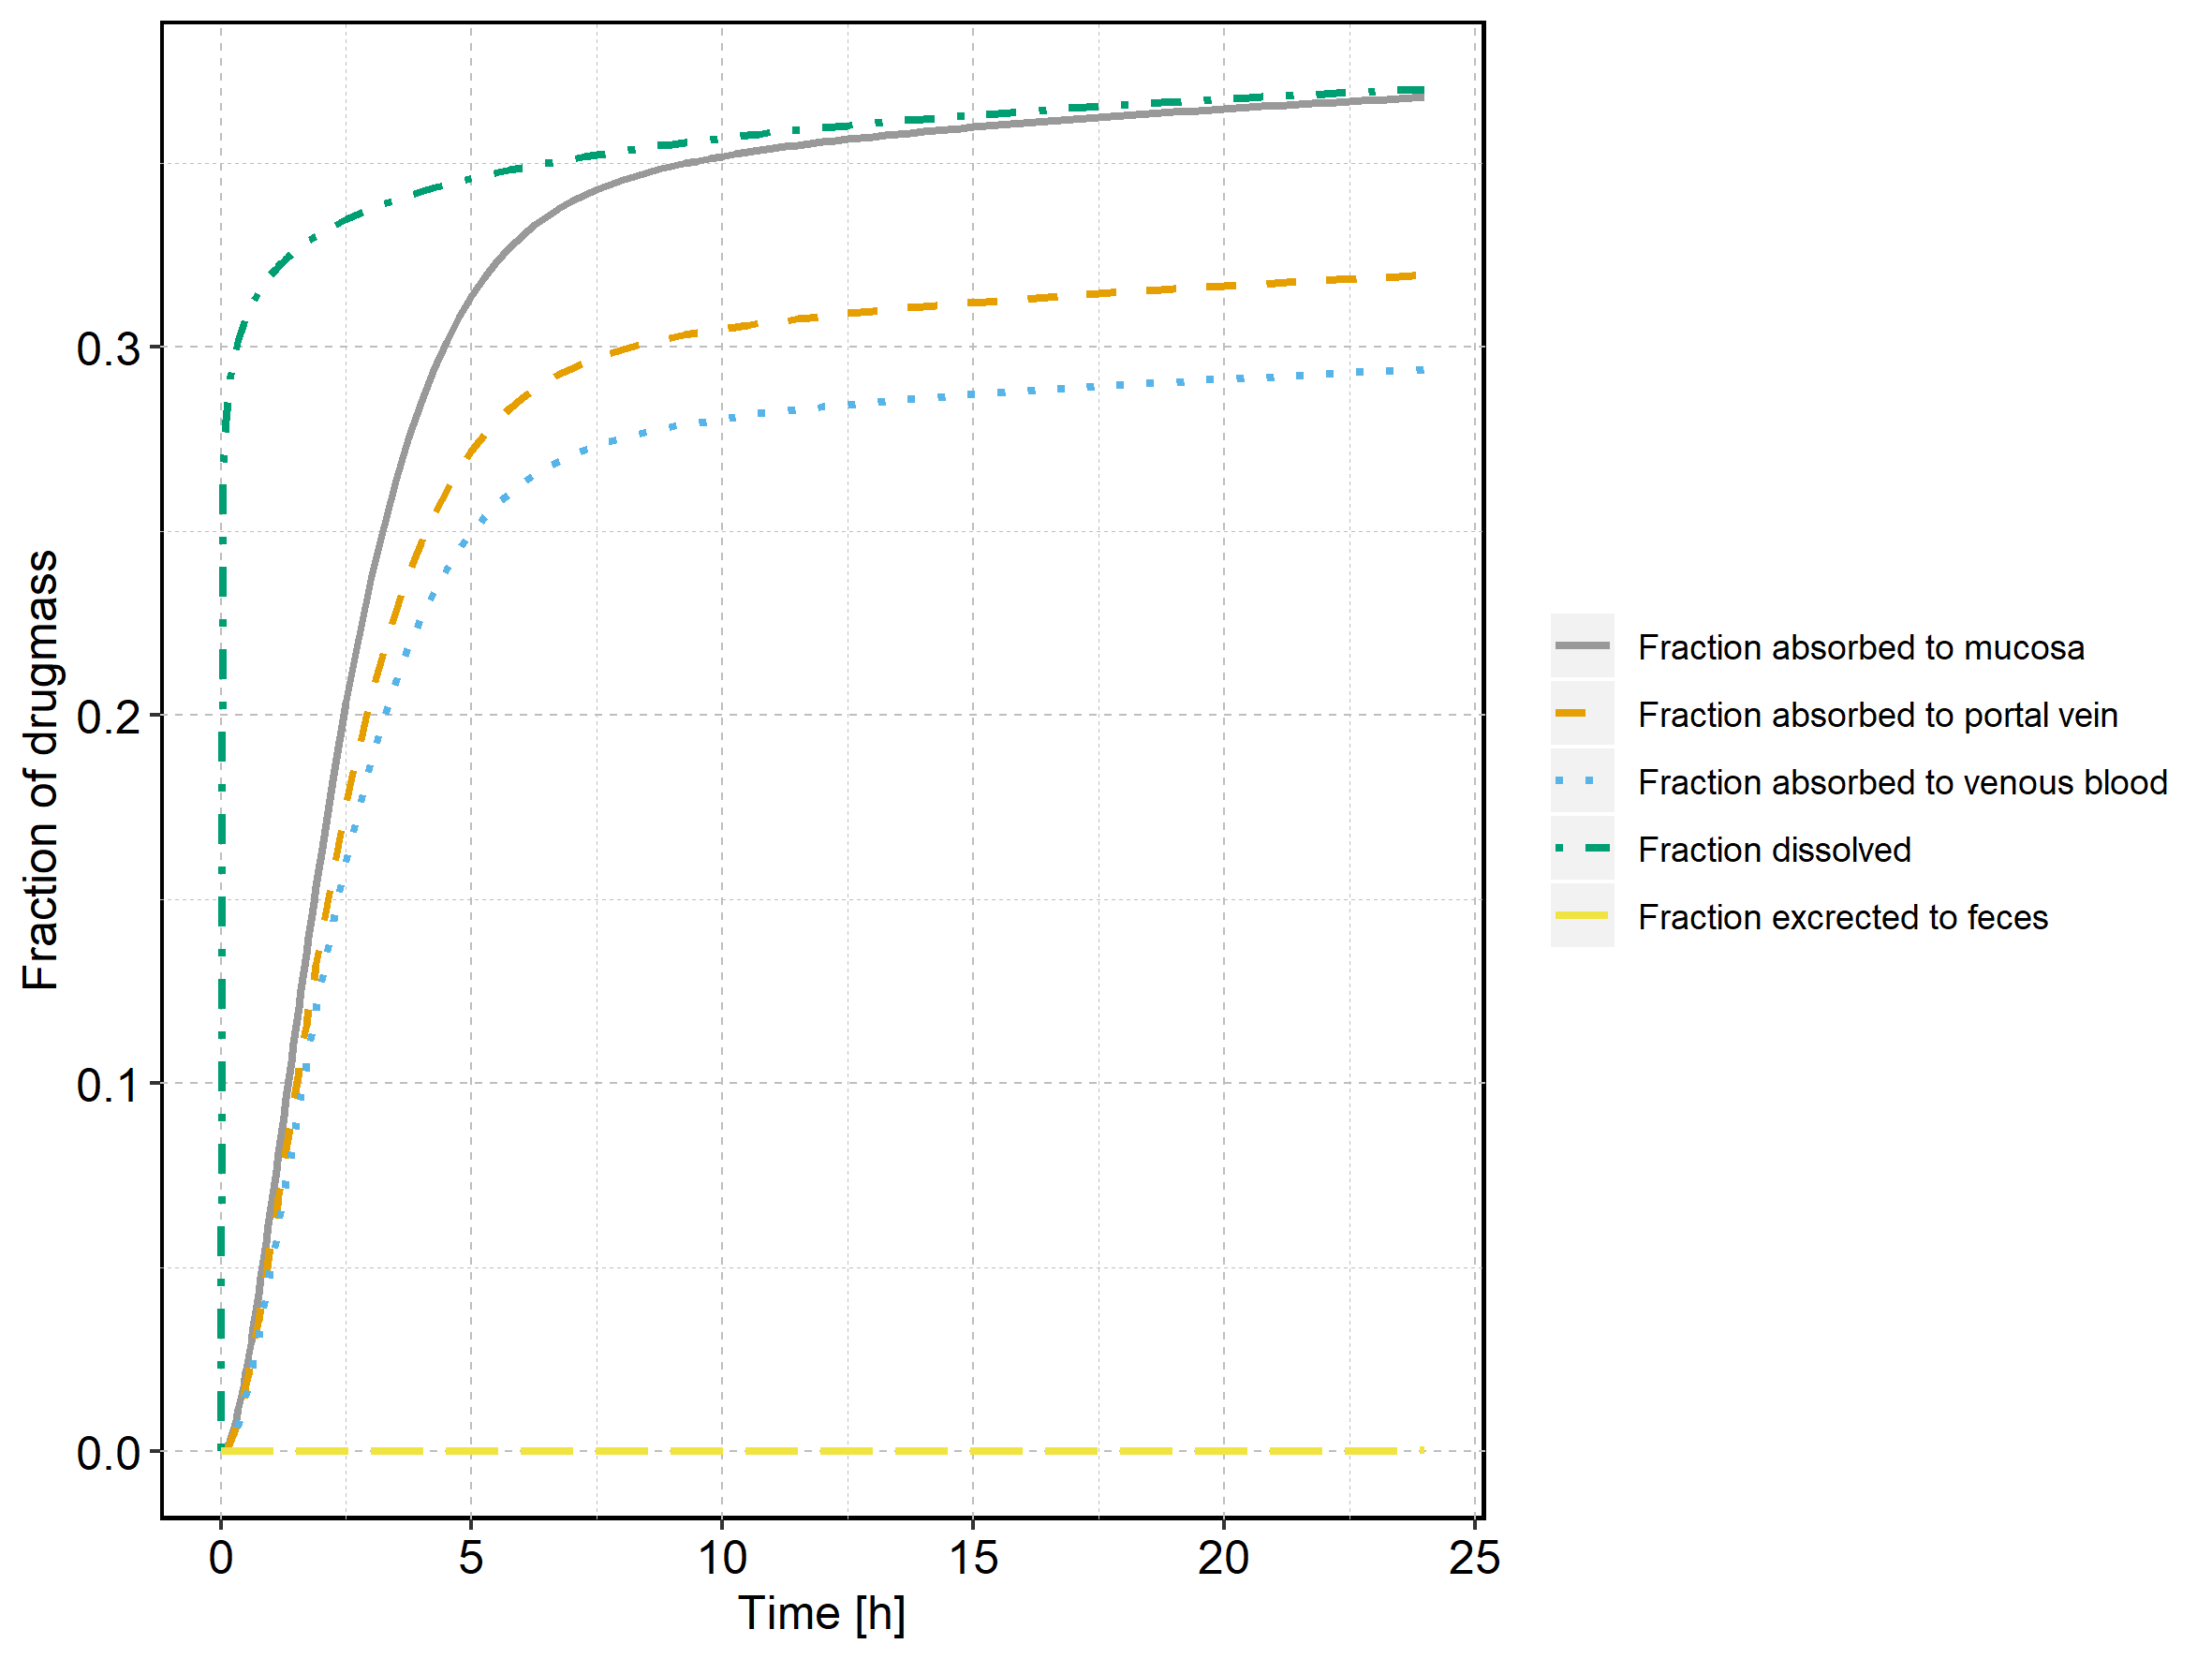 Fraction of drugmass
0.3
0.2
0.1
0.0
0 5 10 15 20 25
Time [h]
Fraction absorbed to mucosa
Fraction absorbed to portal vein
Fraction absorbed to venous blood
Fraction dissolved
Fraction excrected to feces